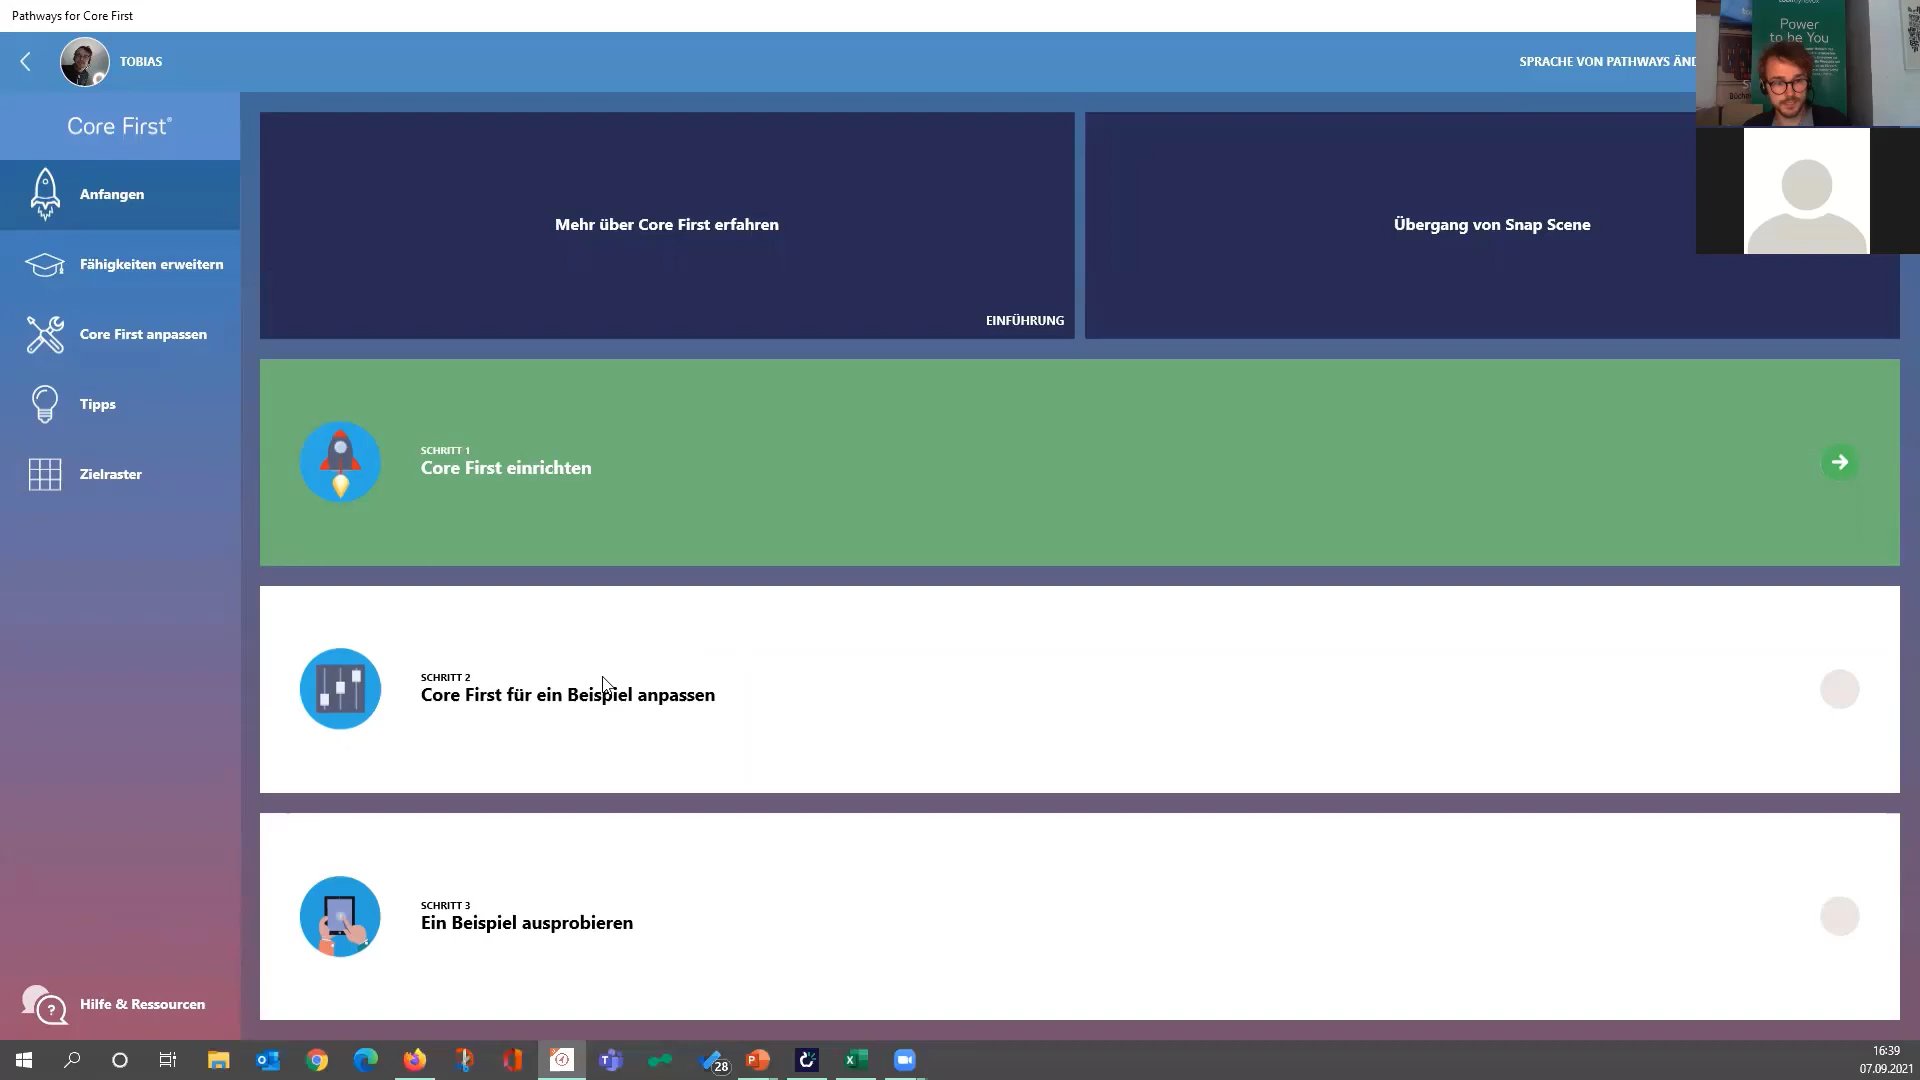 Pathways for Core First
TOBIAS
SPRACHE VON PATHWAYS
Power
to be You
Core First®
Anfangen
Fähigkeiten erweitern
Core First anpassen
Tipps
Zielraster
Hilfe & Ressourcen
Mehr über Core First erfahren
EINFÜHRUNG
Übergang von Snap Scene
SCHRITT 1
Core First einrichten
SCHRITT 2
Core First für ein Beispiel anpassen
SCHRITT 3
Ein Beispiel ausprobieren
28
16:39
07.09.2021